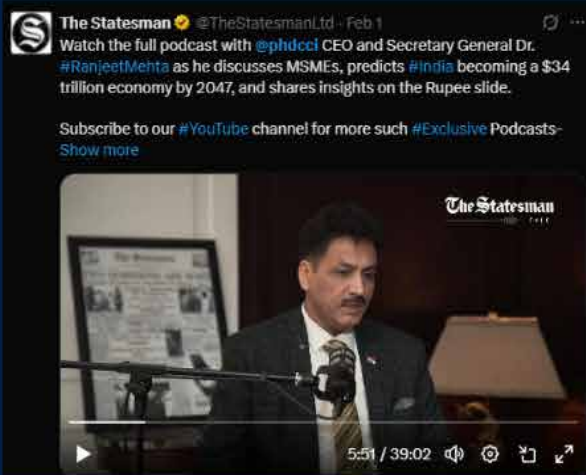 The Statesman @TheStatesmanLtd · Feb 1
Watch the full podcast with @phdcci CEO and Secretary General Dr.
#RanjeetMehta as he discusses MSMEs, predicts #India becoming a $34
trillion economy by 2047, and shares insights on the Rupee slide.
Subscribe to our #YouTube channel for more such #Exclusive Podcasts-
Show more
The Statesman
5:51 / 39:02